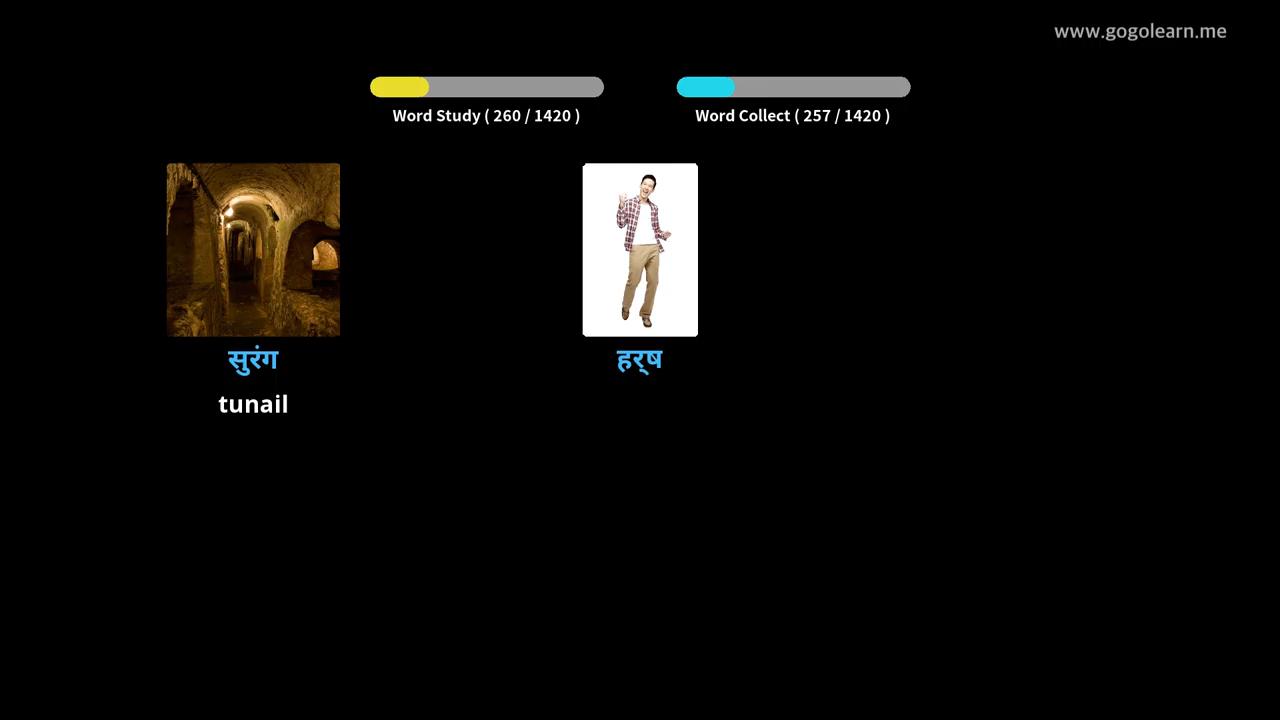 www.gogolearn.me
Word Study ( 260 / 1420 )
Word Collect ( 257 / 1420 )
सुरंग
हर्‌ष
tunail